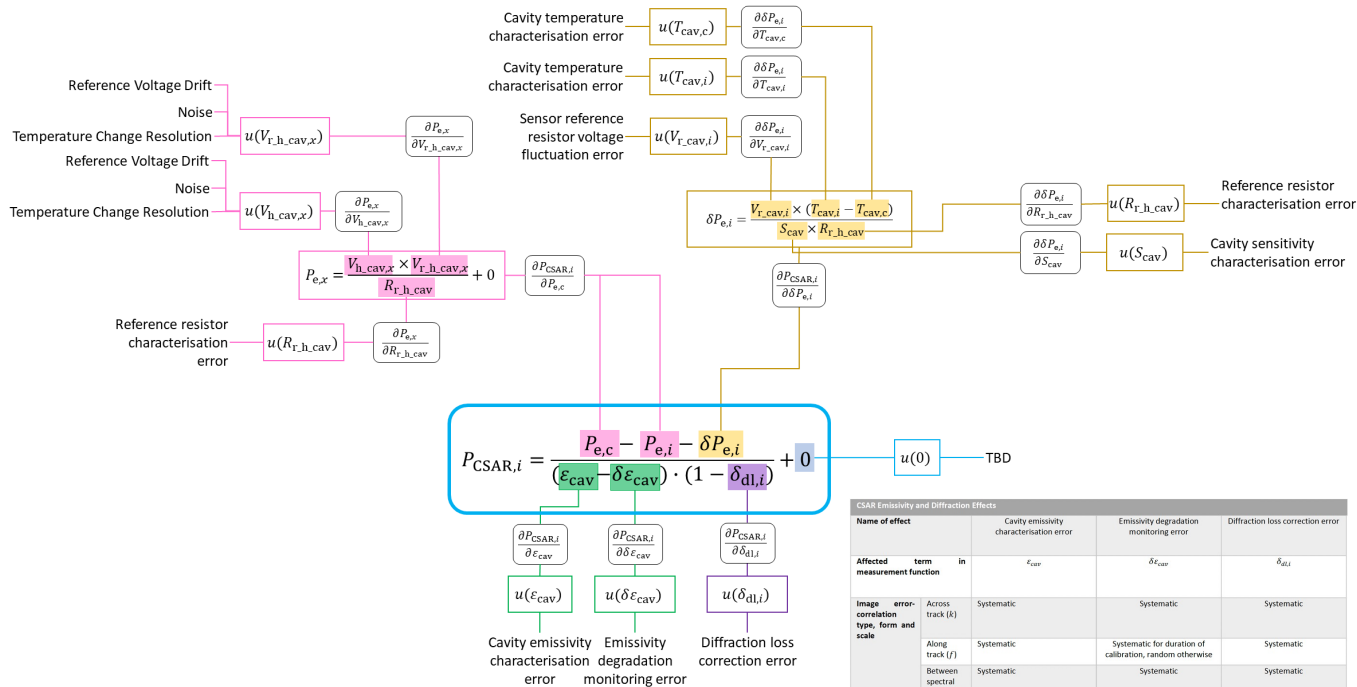 Cavity temperature
characterisation error
u(T_cav,c)
∂δP_e,i / ∂T_cav,c
Cavity temperature
characterisation error
u(T_cav,i)
∂δP_e,i / ∂T_cav,i
Sensor reference
resistor voltage
fluctuation error
u(V_r_cav,i)
∂δP_e,i / ∂V_r_cav,i
Reference Voltage Drift
Noise
Temperature Change Resolution
u(V_r_h_cav,x)
∂P_e,x / ∂V_r_h_cav,x
Reference Voltage Drift
Noise
Temperature Change Resolution
u(V_h_cav,x)
∂P_e,x / ∂V_h_cav,x
P_e,x = V_h_cav,x × V_r_h_cav,x / R_r_h_cav + 0
∂P_CSAR,i / ∂P_e,c
Reference resistor
characterisation
error
u(R_r_h_cav)
∂P_e,x / ∂R_r_h_cav
δP_e,i = V_r_cav,i × (T_cav,i − T_cav,c) / S_cav × R_r_h_cav
∂δP_e,i / ∂R_r_h_cav
u(R_r_h_cav)
Reference resistor
characterisation error
∂δP_e,i / ∂S_cav
u(S_cav)
Cavity sensitivity
characterisation error
∂P_CSAR,i / ∂δP_e,i
P_CSAR,i = P_e,c − P_e,i − δP_e,i / (ε_cav − δε_cav) · (1 − δ_dl,i) + 0
u(0)
TBD
∂P_CSAR,i / ∂ε_cav
∂P_CSAR,i / ∂δε_cav
∂P_CSAR,i / ∂δ_dl,i
u(ε_cav)
u(δε_cav)
u(δ_dl,i)
Cavity emissivity
characterisation
error
Emissivity
degradation
monitoring error
Diffraction loss
correction error
CSAR Emissivity and Diffraction Effects
Name of effect
Cavity emissivity
characterisation error
Emissivity degradation
monitoring error
Diffraction loss correction error
Affected term in
measurement function
ε_cav
δε_cav
δ_dl,i
Image error-
correlation
type, form and
scale
Across
track (k)
Systematic
Systematic
Systematic
Along
track (f)
Systematic
Systematic for duration of
calibration, random otherwise
Systematic
Between
spectral
Systematic
Systematic
Systematic